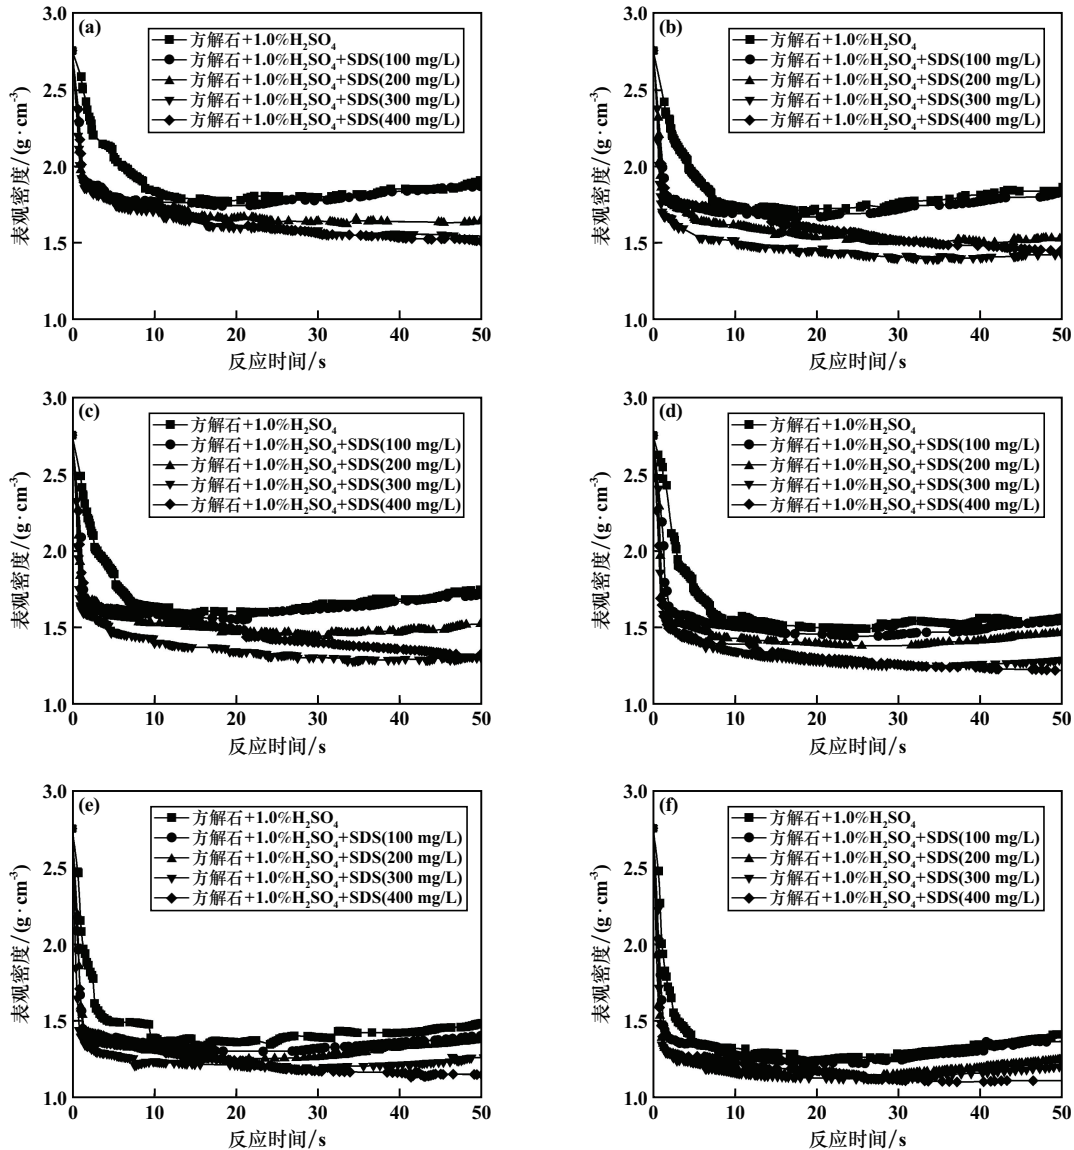 (a)
方解石+1.0%H₂SO₄
方解石+1.0%H₂SO₄+SDS(100 mg/L)
方解石+1.0%H₂SO₄+SDS(200 mg/L)
方解石+1.0%H₂SO₄+SDS(300 mg/L)
方解石+1.0%H₂SO₄+SDS(400 mg/L)
表观密度/(g·cm⁻³)
3.0
2.5
2.0
1.5
1.0
0 10 20 30 40 50
反应时间/s
(b)
方解石+1.0%H₂SO₄
方解石+1.0%H₂SO₄+SDS(100 mg/L)
方解石+1.0%H₂SO₄+SDS(200 mg/L)
方解石+1.0%H₂SO₄+SDS(300 mg/L)
方解石+1.0%H₂SO₄+SDS(400 mg/L)
表观密度/(g·cm⁻³)
3.0
2.5
2.0
1.5
1.0
0 10 20 30 40 50
反应时间/s
(c)
方解石+1.0%H₂SO₄
方解石+1.0%H₂SO₄+SDS(100 mg/L)
方解石+1.0%H₂SO₄+SDS(200 mg/L)
方解石+1.0%H₂SO₄+SDS(300 mg/L)
方解石+1.0%H₂SO₄+SDS(400 mg/L)
表观密度/(g·cm⁻³)
3.0
2.5
2.0
1.5
1.0
0 10 20 30 40 50
反应时间/s
(d)
方解石+1.0%H₂SO₄
方解石+1.0%H₂SO₄+SDS(100 mg/L)
方解石+1.0%H₂SO₄+SDS(200 mg/L)
方解石+1.0%H₂SO₄+SDS(300 mg/L)
方解石+1.0%H₂SO₄+SDS(400 mg/L)
表观密度/(g·cm⁻³)
3.0
2.5
2.0
1.5
1.0
0 10 20 30 40 50
反应时间/s
(e)
方解石+1.0%H₂SO₄
方解石+1.0%H₂SO₄+SDS(100 mg/L)
方解石+1.0%H₂SO₄+SDS(200 mg/L)
方解石+1.0%H₂SO₄+SDS(300 mg/L)
方解石+1.0%H₂SO₄+SDS(400 mg/L)
表观密度/(g·cm⁻³)
3.0
2.5
2.0
1.5
1.0
0 10 20 30 40 50
反应时间/s
(f)
方解石+1.0%H₂SO₄
方解石+1.0%H₂SO₄+SDS(100 mg/L)
方解石+1.0%H₂SO₄+SDS(200 mg/L)
方解石+1.0%H₂SO₄+SDS(300 mg/L)
方解石+1.0%H₂SO₄+SDS(400 mg/L)
表观密度/(g·cm⁻³)
3.0
2.5
2.0
1.5
1.0
0 10 20 30 40 50
反应时间/s